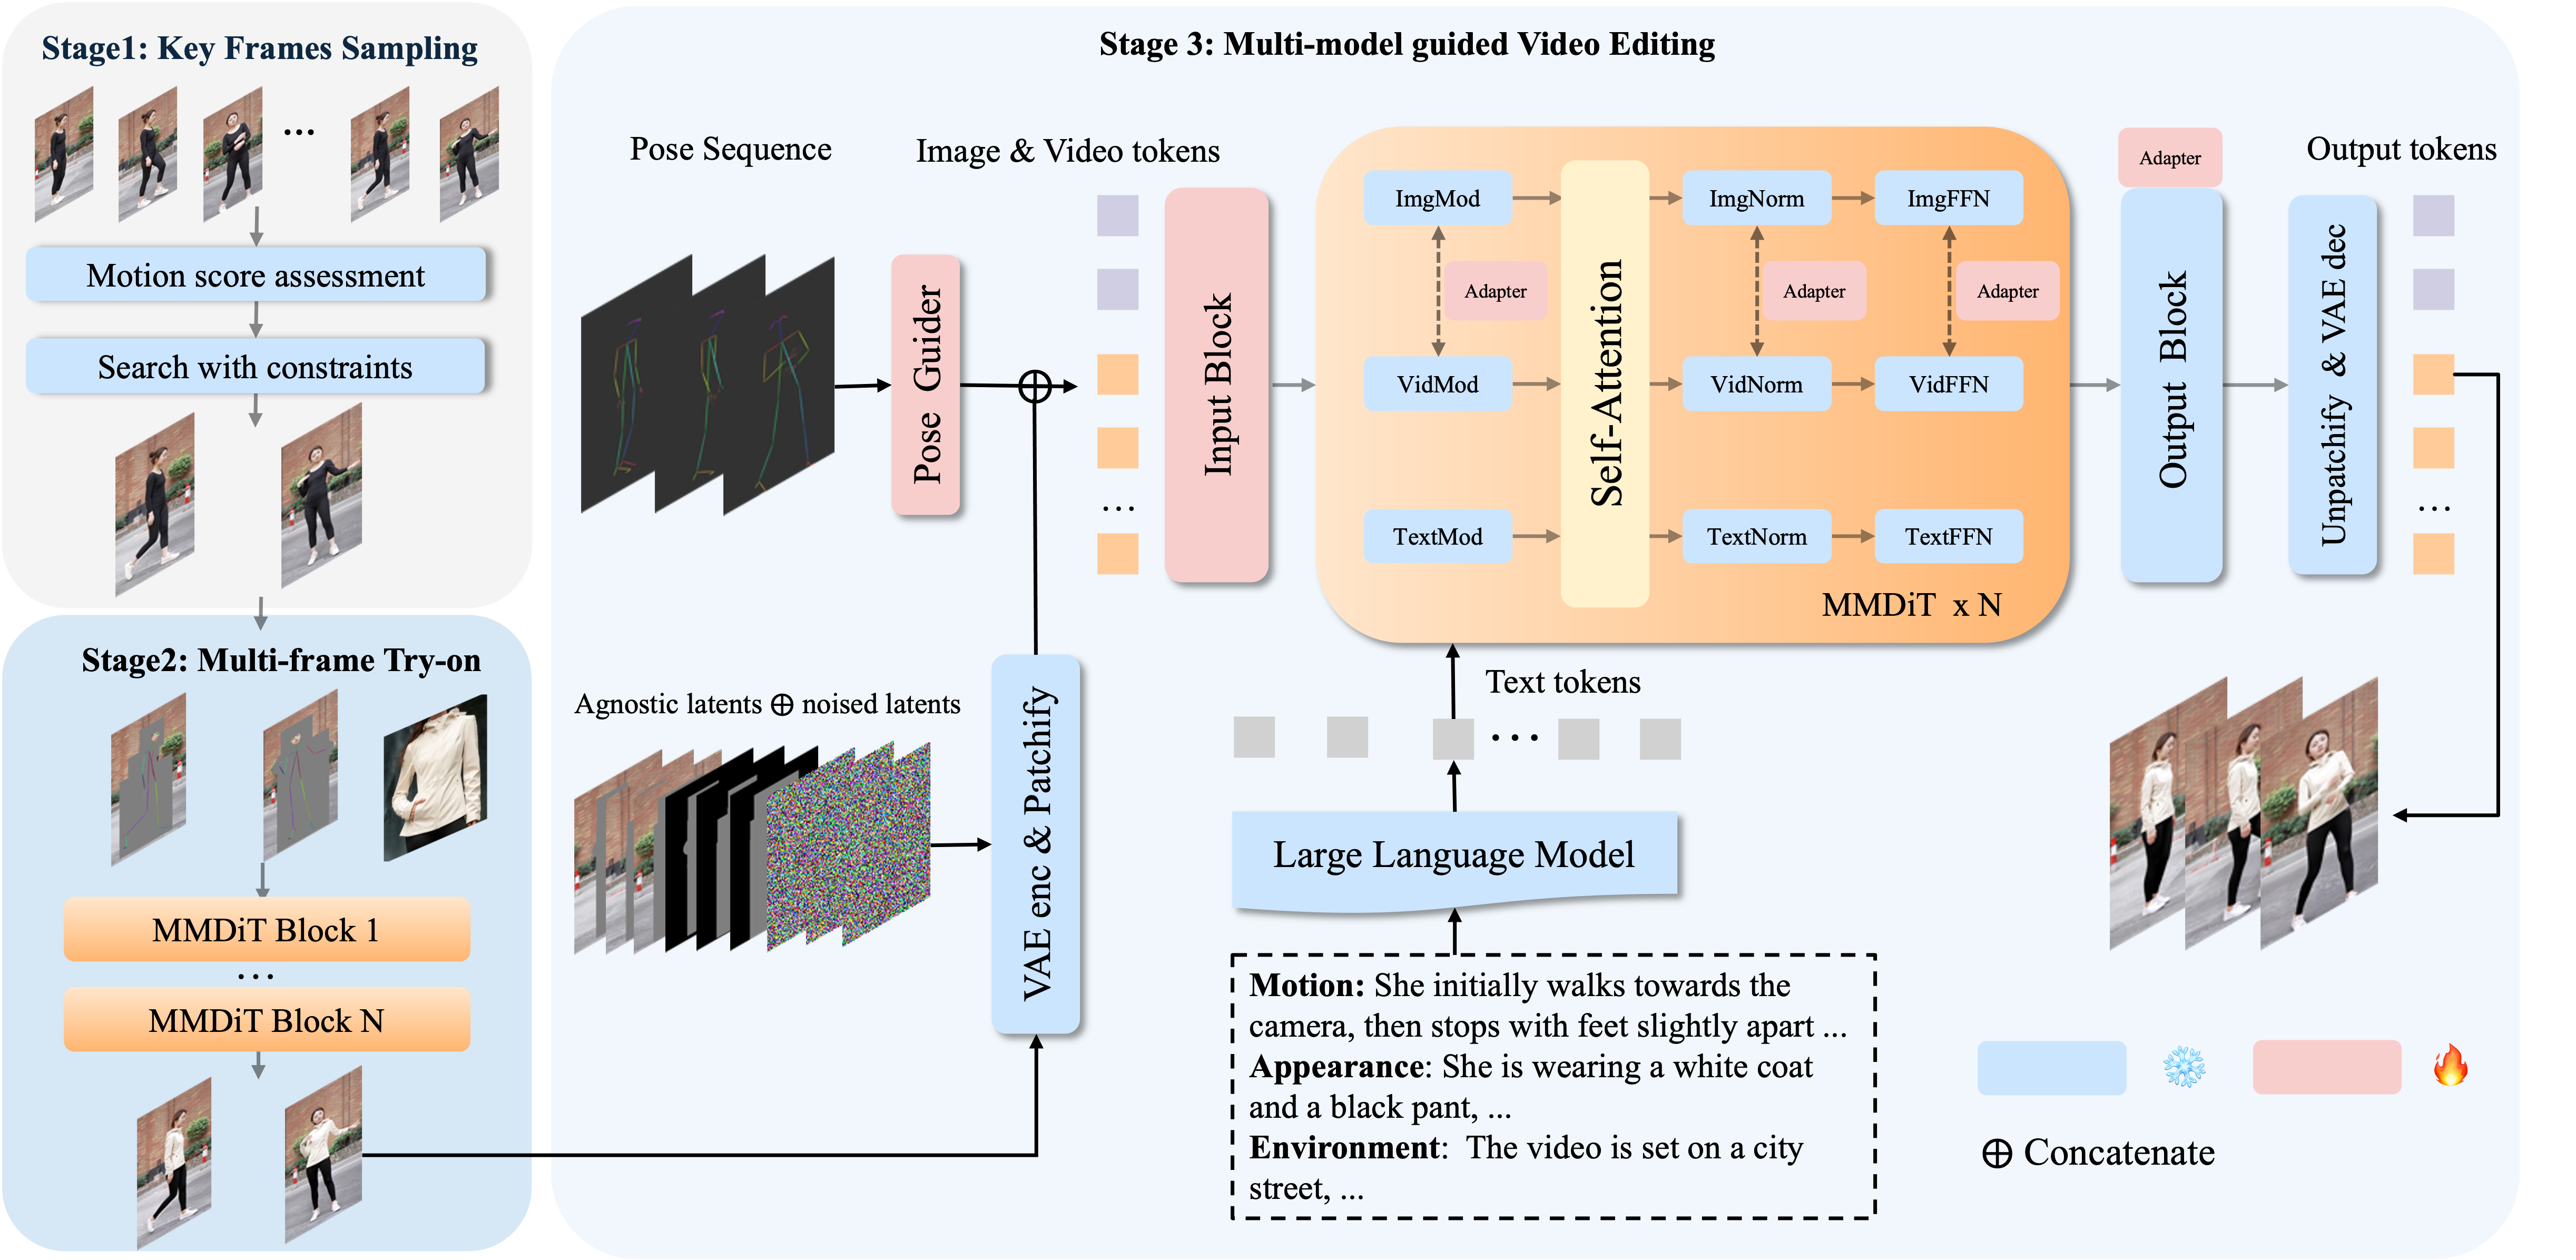 Stage1: Key Frames Sampling
...
Motion score assessment
Search with constraints
Stage2: Multi-frame Try-on
MMDiT Block 1
...
MMDiT Block N
Stage 3: Multi-model guided Video Editing
Pose Sequence
Pose Guider
Agnostic latents ⊕ noised latents
VAE enc & Patchify
Image & Video tokens
...
Input Block
ImgMod
ImgNorm
ImgFFN
Adapter
Adapter
Adapter
Self-Attention
VidMod
VidNorm
VidFFN
TextMod
TextNorm
TextFFN
MMDiT x N
Text tokens
...
Large Language Model
Motion: She initially walks towards the
camera, then stops with feet slightly apart ...
Appearance: She is wearing a white coat
and a black pant, ...
Environment: The video is set on a city
street, ...
Adapter
Output Block
Unpatchify & VAE dec
Output tokens
...
⊕ Concatenate